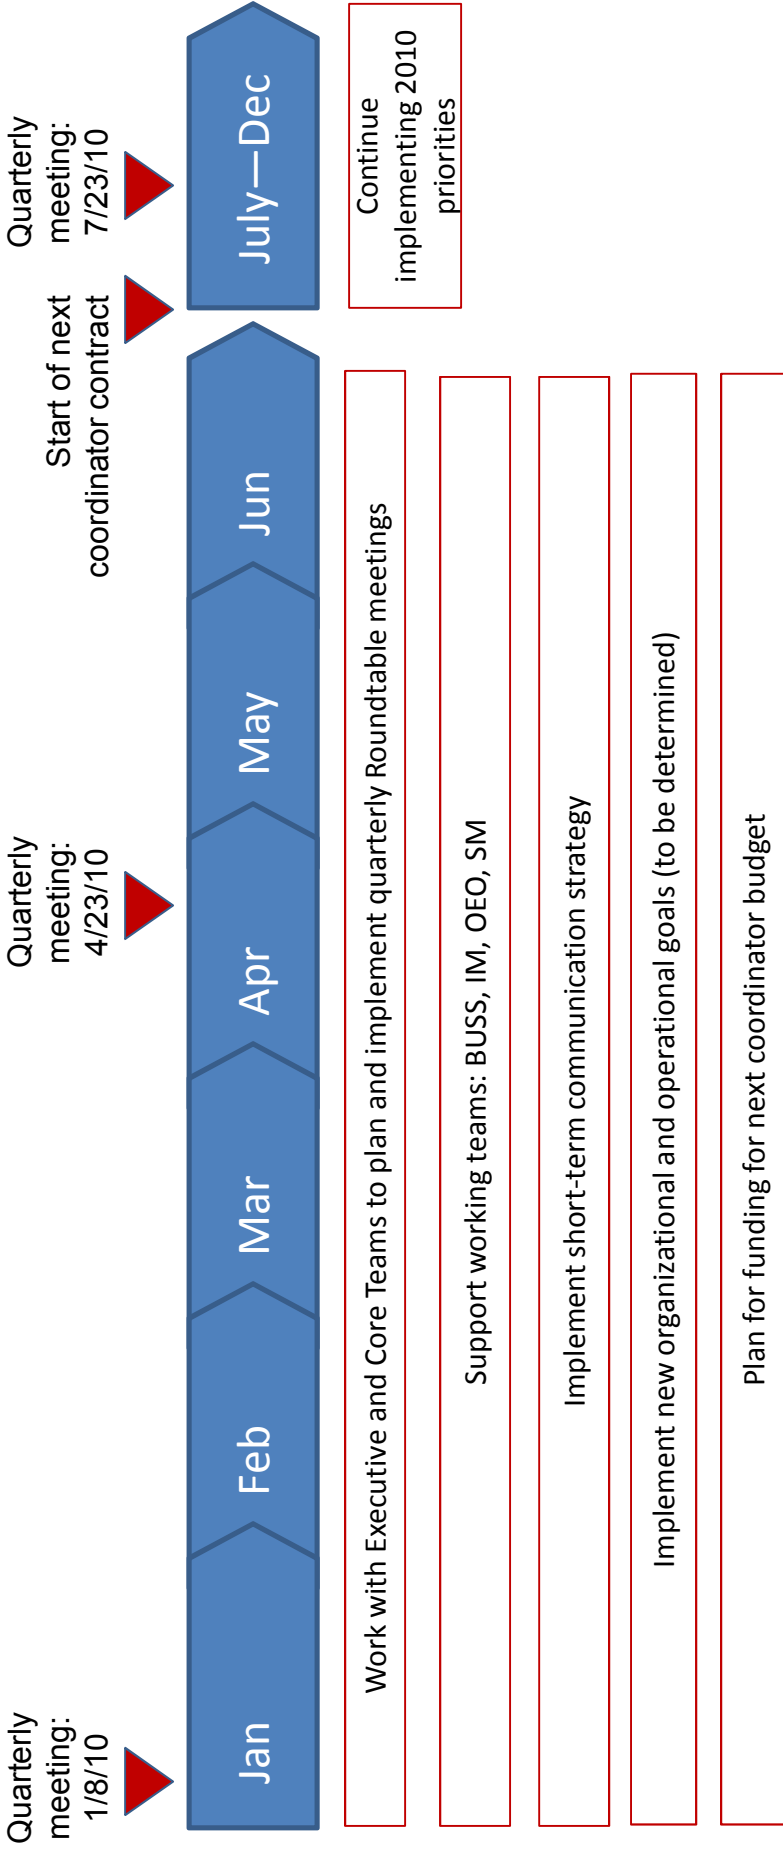 Quarterly
meeting:
1/8/10
Quarterly
meeting:
4/23/10
Start of next
coordinator contract
Quarterly
meeting:
7/23/10
Jan
Feb
Mar
Apr
May
Jun
July—Dec
Work with Executive and Core Teams to plan and implement quarterly Roundtable meetings
Continue
implementing 2010
priorities
Support working teams: BUSS, IM, OEO, SM
Implement short-term communication strategy
Implement new organizational and operational goals (to be determined)
Plan for funding for next coordinator budget